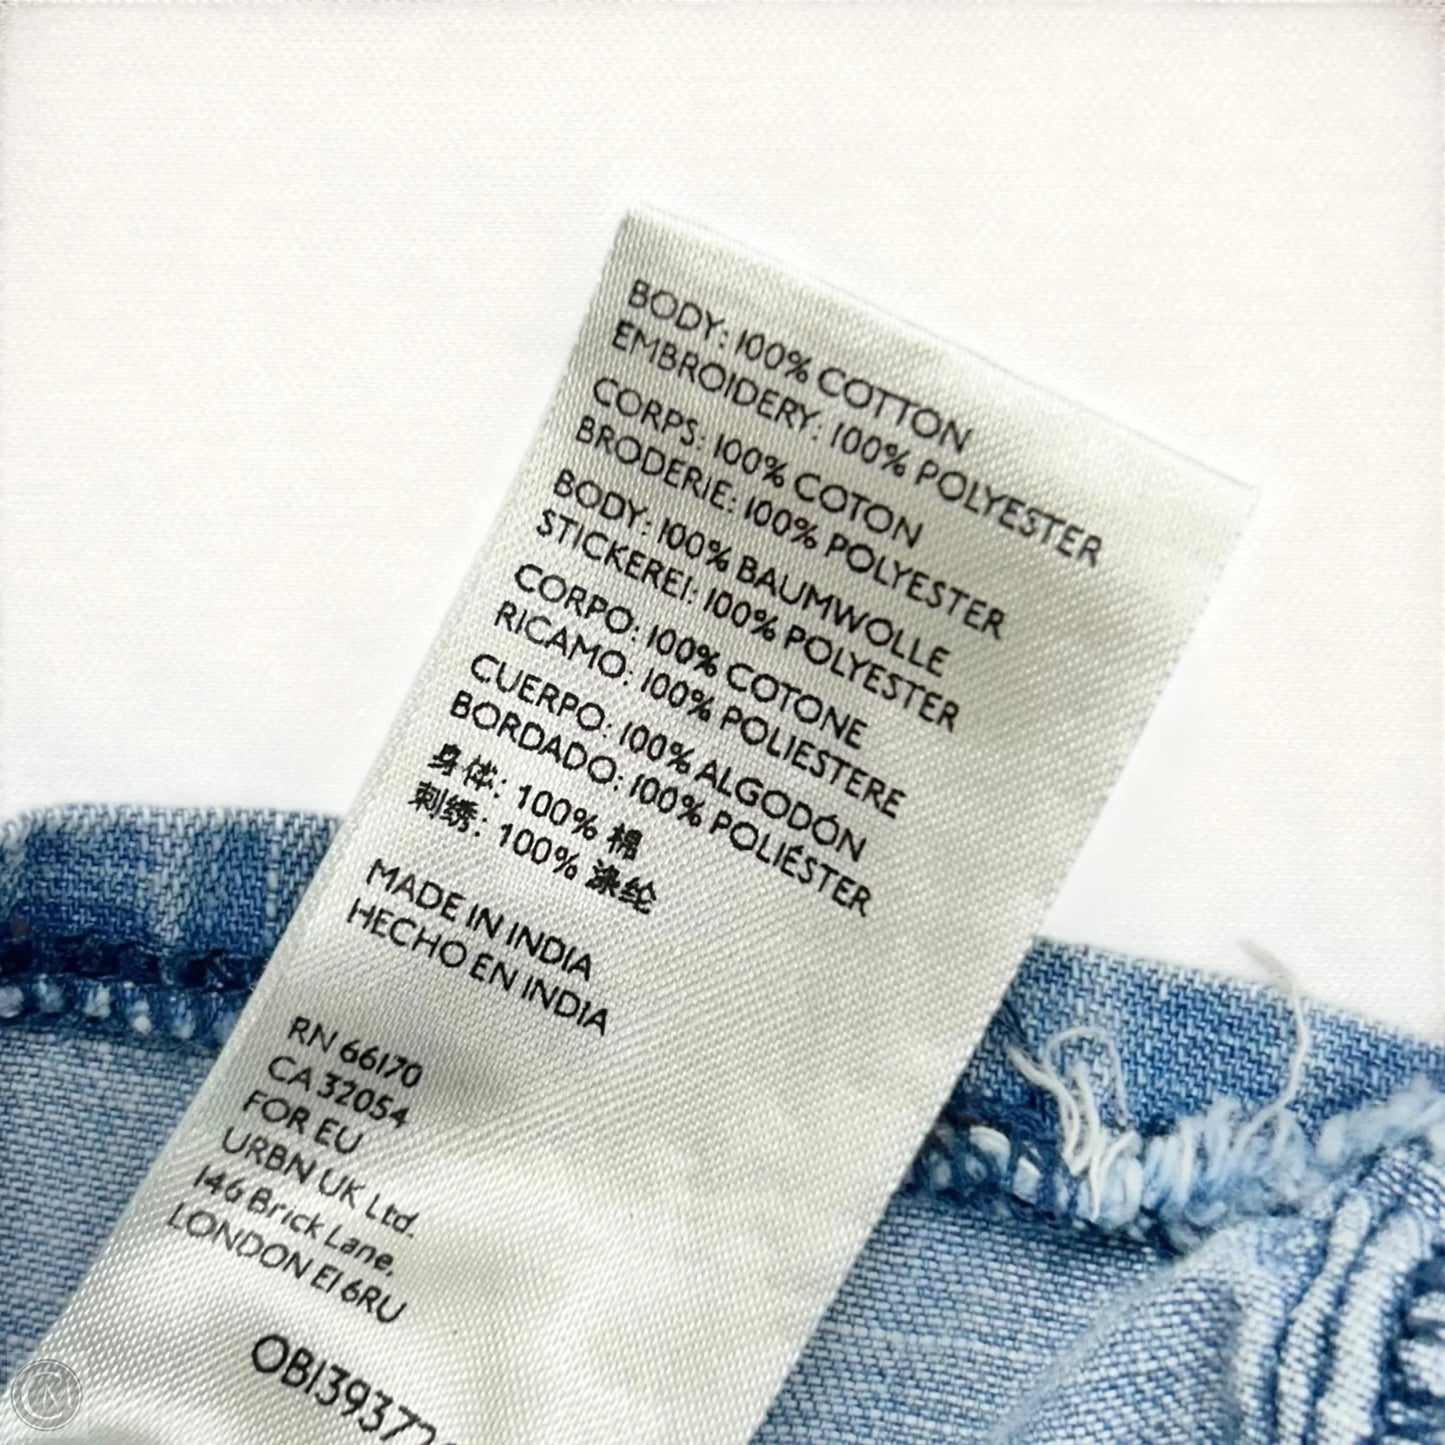 BODY: 100% COTTON
EMBROIDERY: 100% POLYESTER
CORPS: 100% COTON
BRODERIE: 100% POLYESTER
BODY: 100% BAUMWOLLE
STICKEREI: 100% POLYESTER
CORPO: 100% COTONE
RICAMO: 100% POLIESTERE
CUERPO: 100% ALGODÓN
BORDADO: 100% POLIÉSTER
身体: 100% 棉
刺绣: 100% 涤纶
MADE IN INDIA
HECHO EN INDIA
RN 66170
CA 32054
FOR EU
URBN UK Ltd.
146 Brick Lane,
LONDON E1 6RU